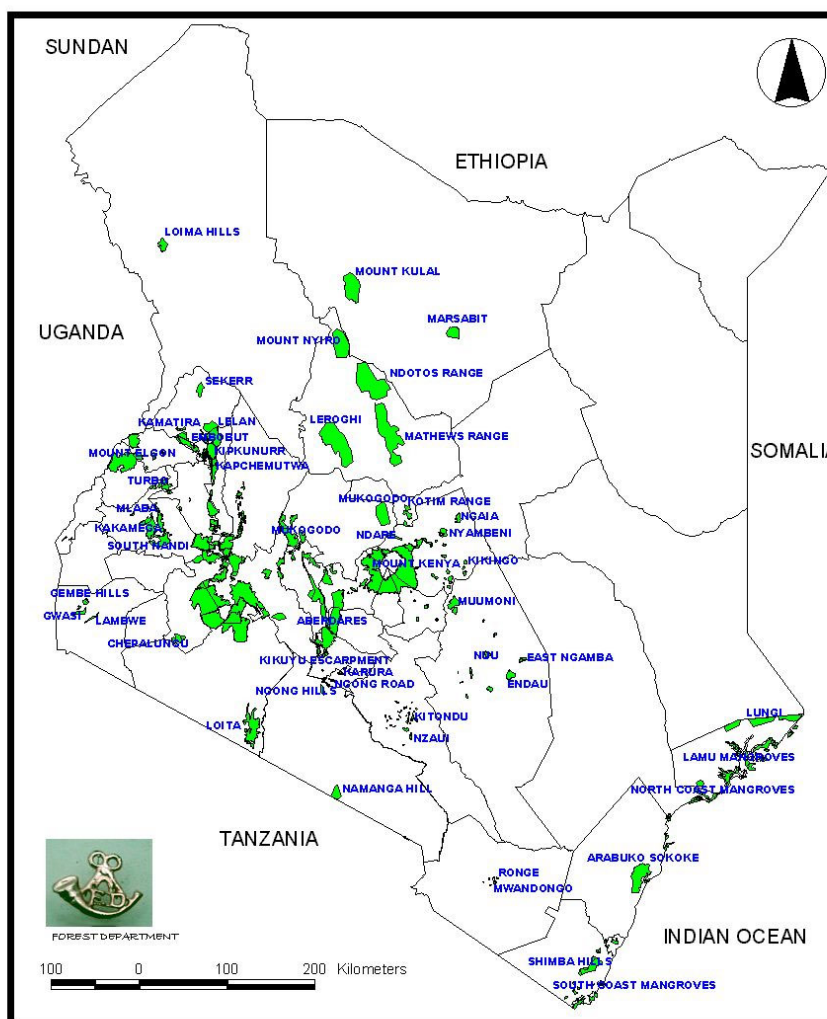 SUNDAN
ETHIOPIA
LOIMA HILLS
MOUNT KULAL
MARSABIT
UGANDA
MOUNT NYIRO
NDOTOS RANGE
SEKERR
KAMATIRA
LELAN
LEROGHI
EMBOBUT
MATHEWS RANGE
SOMALIA
MOUNT ELGON
KIPKUNURR
KAPCHEMUTWA
TURBO
MUKOGODO
KOTIM RANGE
MLABA
NGAIA
KAKAMEGA
MUKOGODO
NDARE
NYAMBENI
SOUTH NANDI
MOUNT KENYA
KIKINGO
GEMBE HILLS
MUUMONI
GWASI
LAMBWE
ABERDARES
CHEPALUNGU
NUU
EAST NGAMBA
KIKUYU ESCARPMENT
KARURA
NGONG ROAD
ENDAU
NGONG HILLS
LOITA
KITONDU
LUNGI
NZAUI
LAMU MANGROVES
NAMANGA HILL
NORTH COAST MANGROVES
TANZANIA
ARABUKO SOKOKE
RONGE
MWANDONGO
FD
FOREST DEPARTMENT
INDIAN OCEAN
SHIMBA HILLS
100 0 100 200 Kilometers
SOUTH COAST MANGROVES